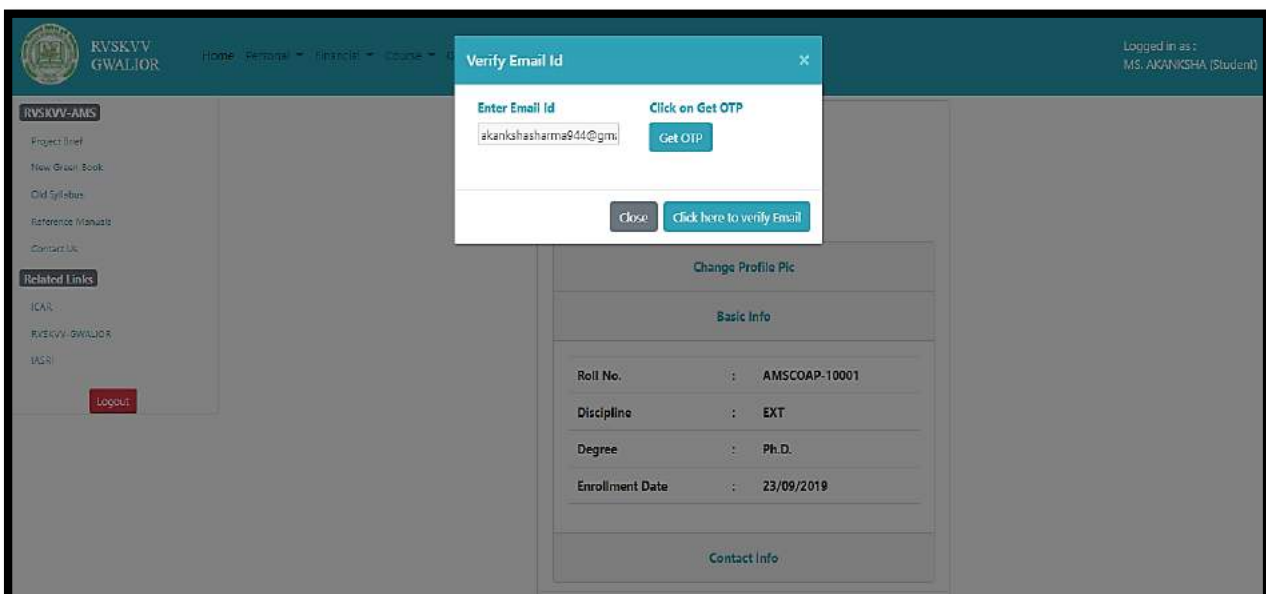 RVSKVV
GWALIOR
Home Personal Financial Course
Logged in as :
MS. AKANKSHA (Student)
Verify Email Id
×
Enter Email Id
Click on Get OTP
akankshasharma944@gm
Get OTP
Close
Click here to verify Email
RVSKVV-AMS
Project Brief
New Green Book
Old Syllabus
Reference Manuals
Contact Us
Related Links
ICAR
RVSKVV-GWALIOR
IASRI
Logout
Change Profile Pic
Basic Info
Roll No. : AMSCOAP-10001
Discipline : EXT
Degree : Ph.D.
Enrollment Date : 23/09/2019
Contact Info